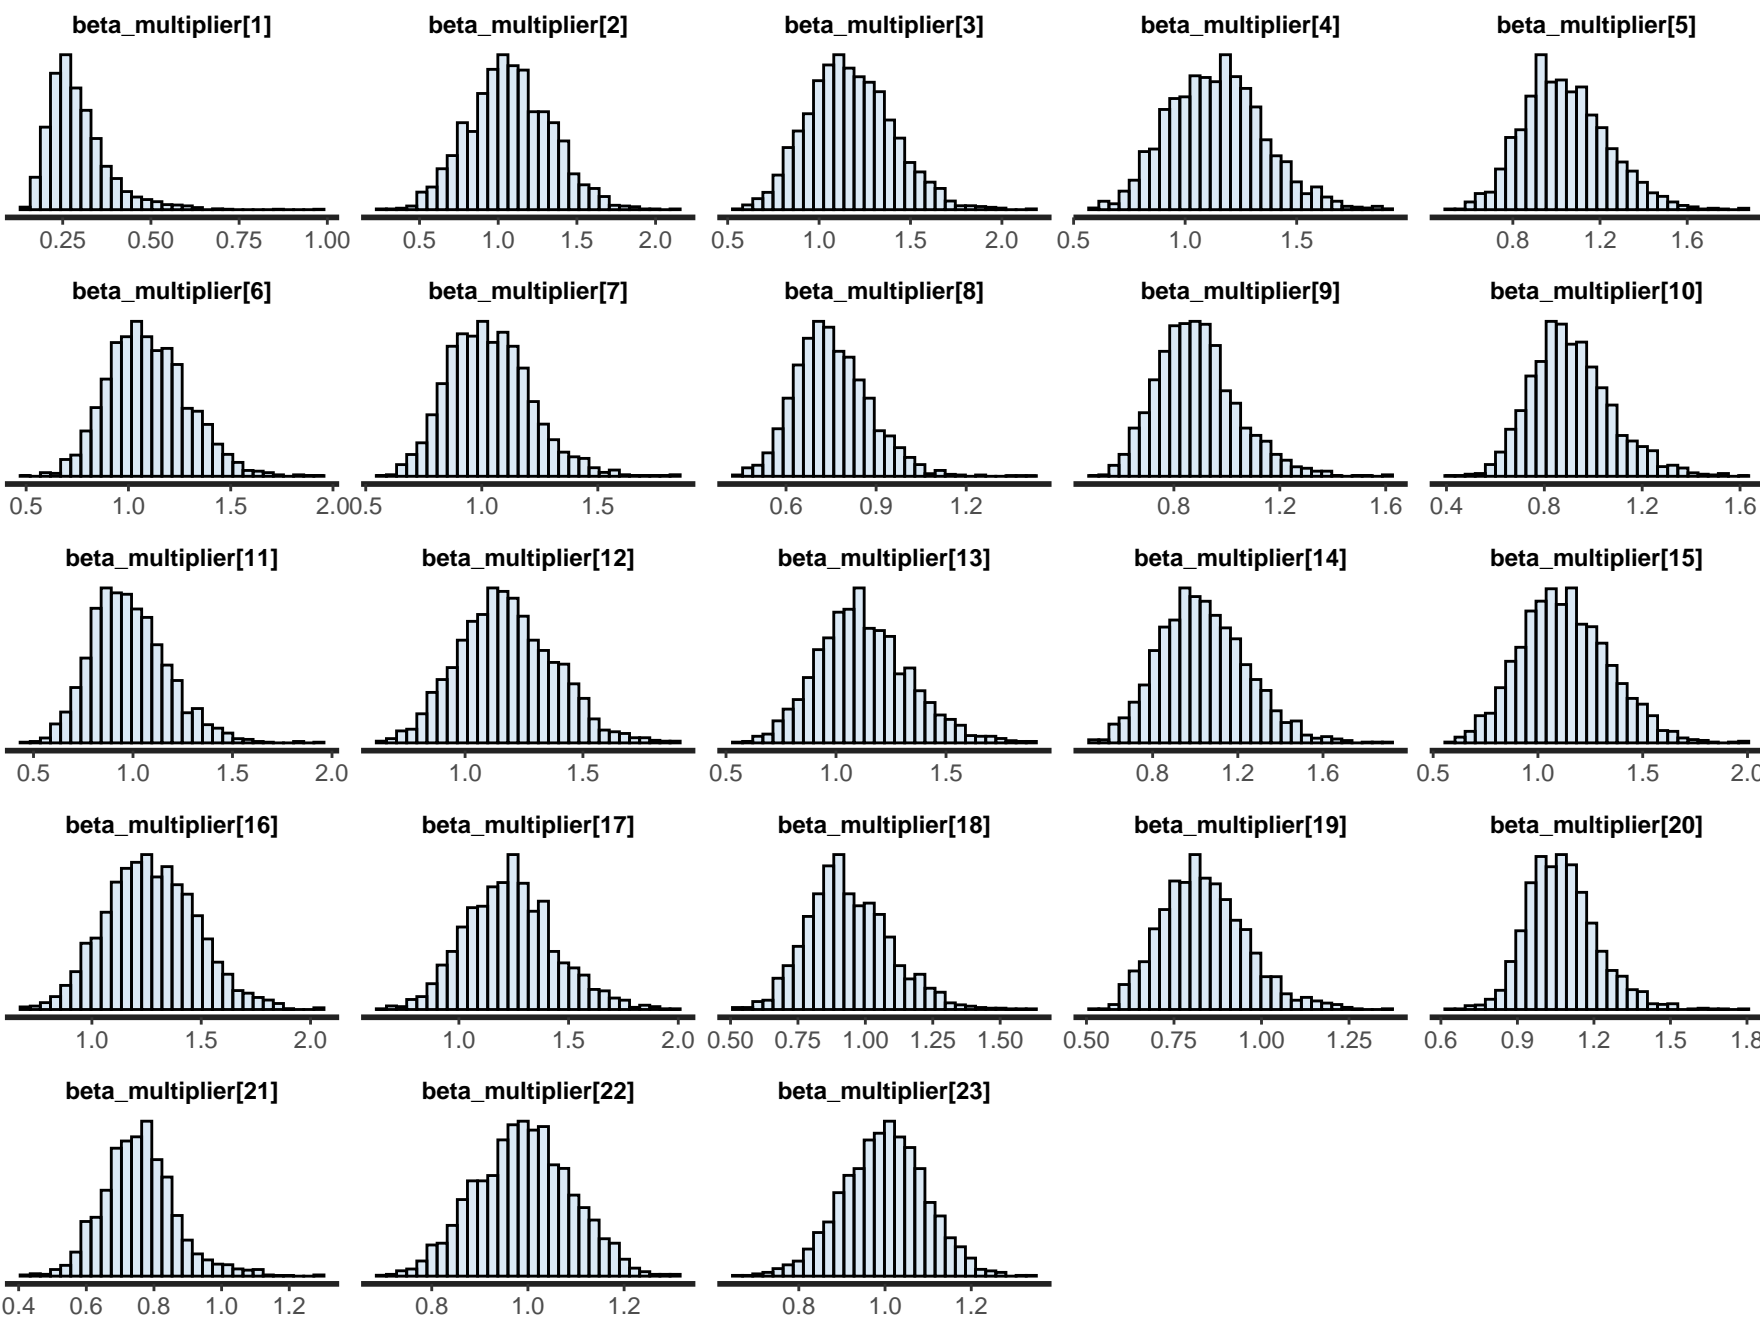 beta_multiplier[1] beta_multiplier[2] beta_multiplier[3] beta_multiplier[4] beta_multiplier[5]
0.25 0.50 0.75 1.00 0.5 1.0 1.5 2.0 0.5 1.0 1.5 2.0 0.5 1.0 1.5 0.8 1.2 1.6
beta_multiplier[6] beta_multiplier[7] beta_multiplier[8] beta_multiplier[9] beta_multiplier[10]
0.5 1.0 1.5 2.0 0.5 1.0 1.5 0.6 0.9 1.2 0.8 1.2 1.6 0.4 0.8 1.2 1.6
beta_multiplier[11] beta_multiplier[12] beta_multiplier[13] beta_multiplier[14] beta_multiplier[15]
0.5 1.0 1.5 2.0 1.0 1.5 0.5 1.0 1.5 0.8 1.2 1.6 0.5 1.0 1.5 2.0
beta_multiplier[16] beta_multiplier[17] beta_multiplier[18] beta_multiplier[19] beta_multiplier[20]
1.0 1.5 2.0 1.0 1.5 2.0 0.50 0.75 1.00 1.25 1.50 0.50 0.75 1.00 1.25 0.6 0.9 1.2 1.5 1.8
beta_multiplier[21] beta_multiplier[22] beta_multiplier[23]
0.4 0.6 0.8 1.0 1.2 0.8 1.0 1.2 0.8 1.0 1.2